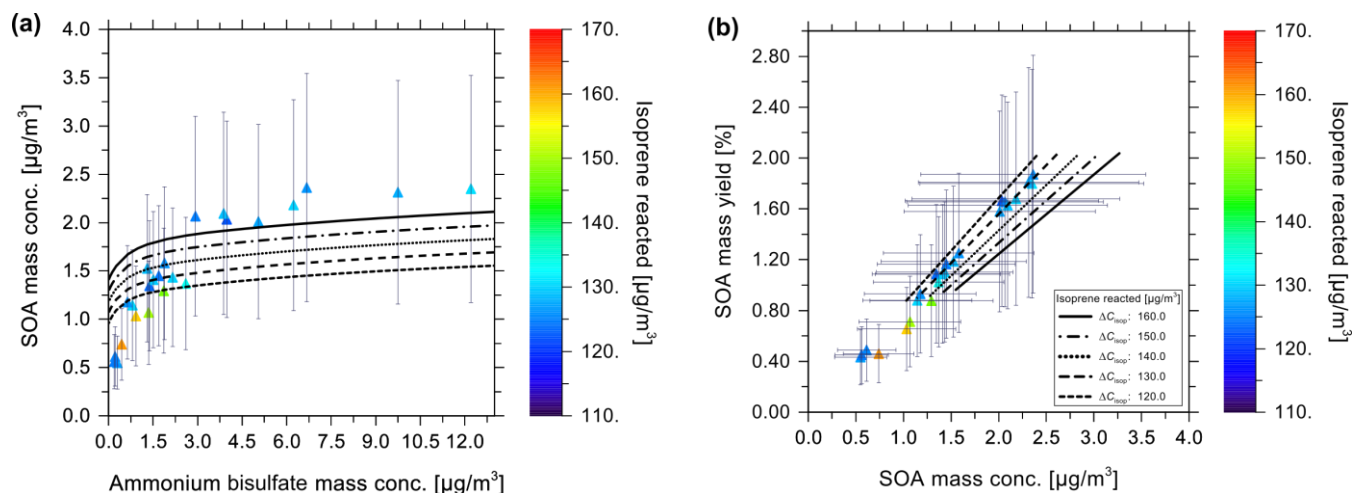 (a)
4.0
3.5
3.0
2.5
2.0
1.5
1.0
0.5
0.0
SOA mass conc. [µg/m³]
0.0 1.5 3.0 4.5 6.0 7.5 9.0 10.5 12.0
Ammonium bisulfate mass conc. [µg/m³]
170.
160.
150.
140.
130.
120.
110.
Isoprene reacted [µg/m³]
(b)
2.80
2.40
2.00
1.60
1.20
0.80
0.40
0.00
SOA mass yield [%]
0.0 0.5 1.0 1.5 2.0 2.5 3.0 3.5 4.0
SOA mass conc. [µg/m³]
Isoprene reacted [µg/m³]
ΔCisop: 160.0
ΔCisop: 150.0
ΔCisop: 140.0
ΔCisop: 130.0
ΔCisop: 120.0
170.
160.
150.
140.
130.
120.
110.
Isoprene reacted [µg/m³]